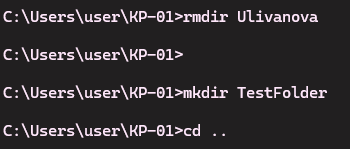 C:\Users\user\KP-01>rmdir Ulivanova
C:\Users\user\KP-01>
C:\Users\user\KP-01>mkdir TestFolder
C:\Users\user\KP-01>cd ..